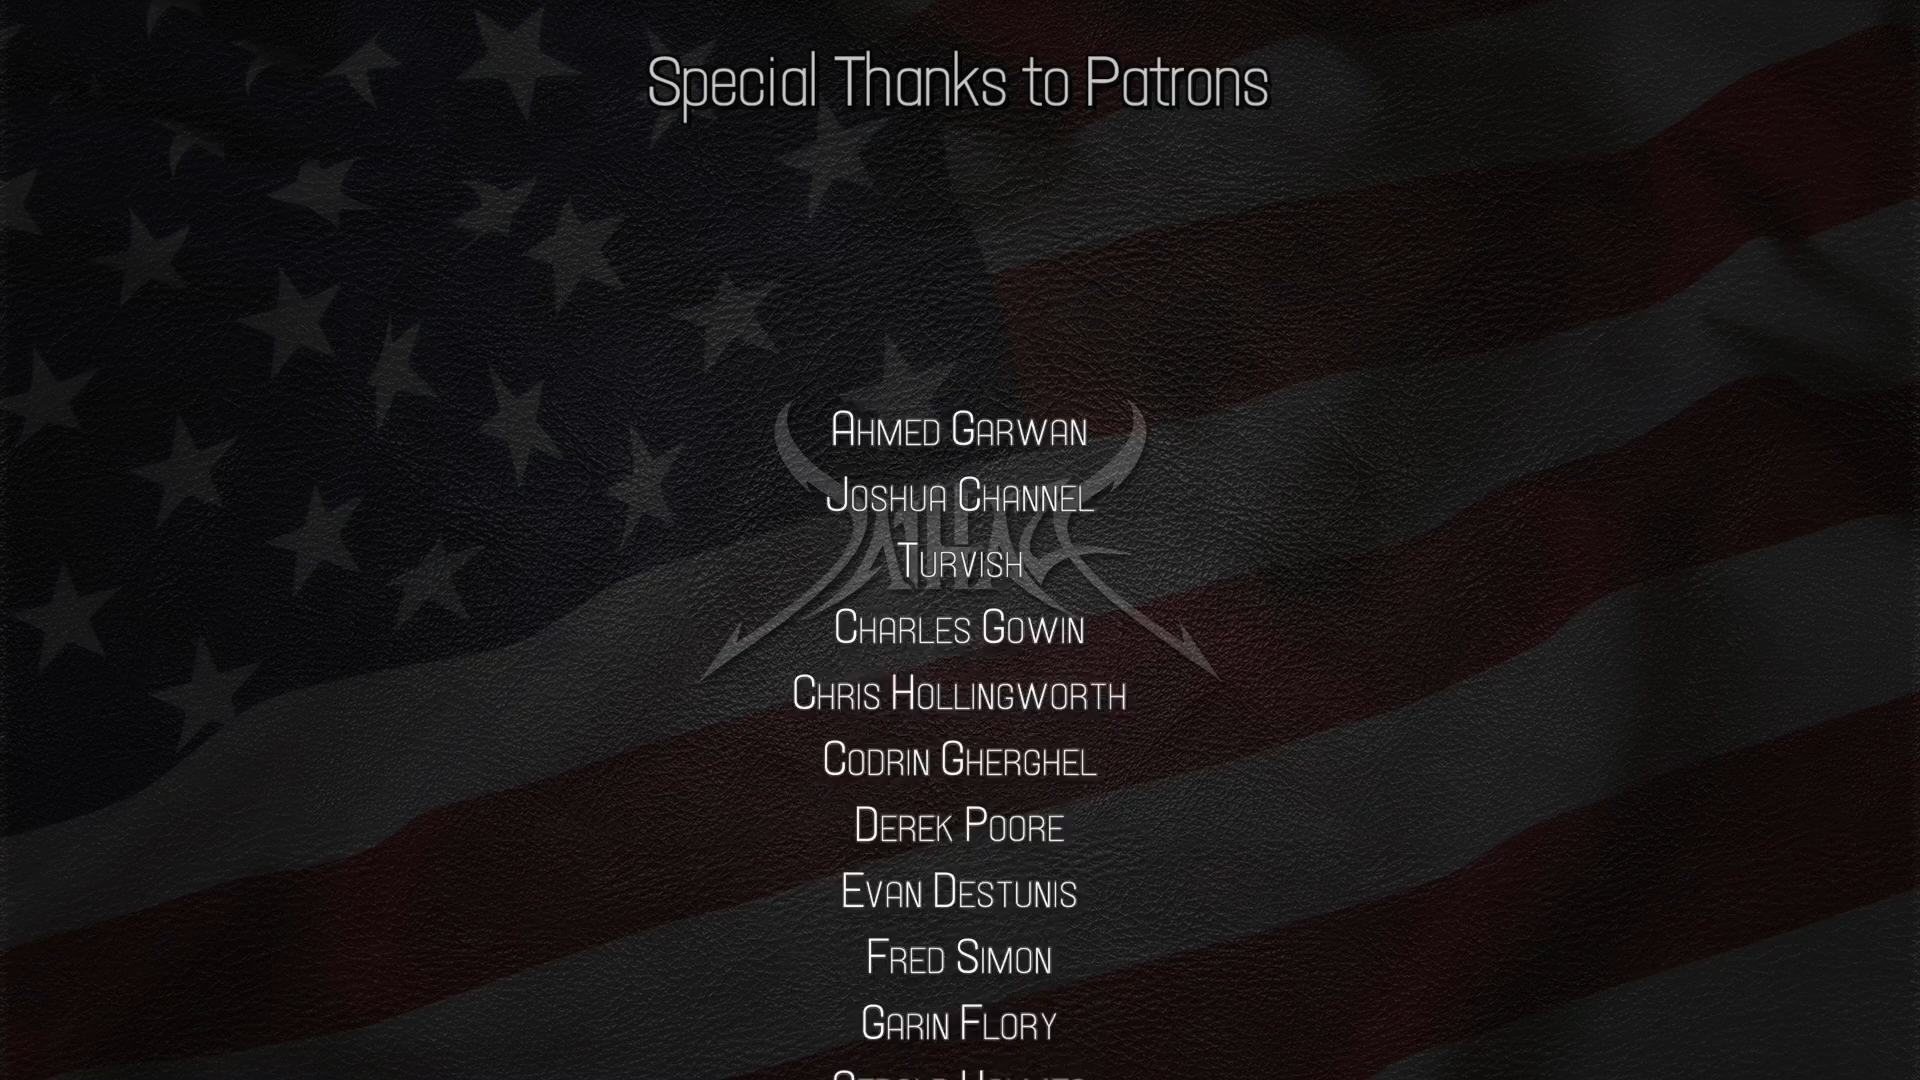 Special Thanks to Patrons
Ahmed Garwan
Joshua Channel
Turvish
Charles Gowin
Chris Hollingworth
Codrin Gherghel
Derek Poore
Evan Destunis
Fred Simon
Garin Flory